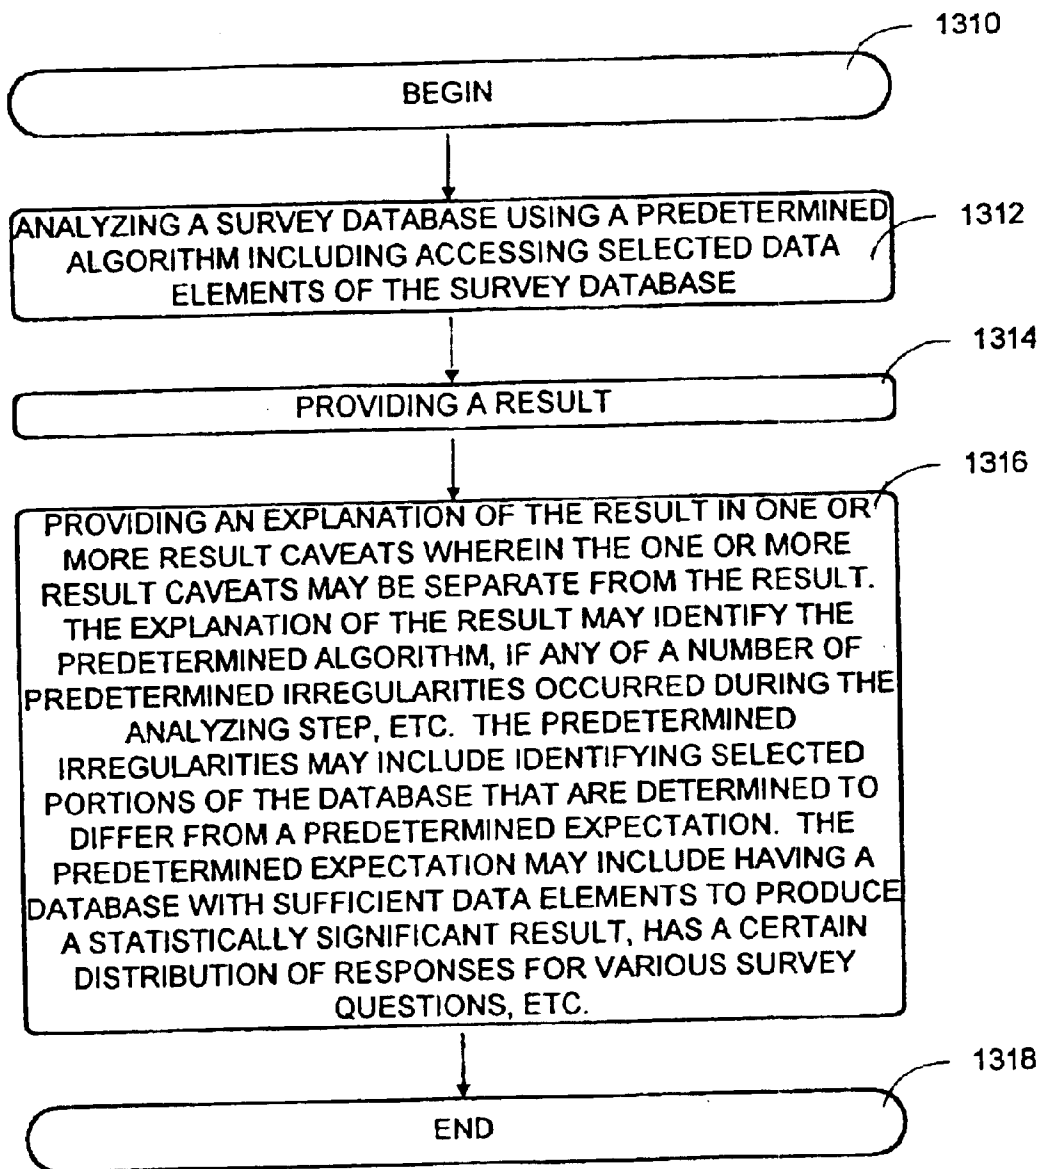 1310
BEGIN
ANALYZING A SURVEY DATABASE USING A PREDETERMINED
ALGORITHM INCLUDING ACCESSING SELECTED DATA
ELEMENTS OF THE SURVEY DATABASE
1312
1314
PROVIDING A RESULT
1316
PROVIDING AN EXPLANATION OF THE RESULT IN ONE OR
MORE RESULT CAVEATS WHEREIN THE ONE OR MORE
RESULT CAVEATS MAY BE SEPARATE FROM THE RESULT.
THE EXPLANATION OF THE RESULT MAY IDENTIFY THE
PREDETERMINED ALGORITHM, IF ANY OF A NUMBER OF
PREDETERMINED IRREGULARITIES OCCURRED DURING THE
ANALYZING STEP, ETC. THE PREDETERMINED
IRREGULARITIES MAY INCLUDE IDENTIFYING SELECTED
PORTIONS OF THE DATABASE THAT ARE DETERMINED TO
DIFFER FROM A PREDETERMINED EXPECTATION. THE
PREDETERMINED EXPECTATION MAY INCLUDE HAVING A
DATABASE WITH SUFFICIENT DATA ELEMENTS TO PRODUCE
A STATISTICALLY SIGNIFICANT RESULT, HAS A CERTAIN
DISTRIBUTION OF RESPONSES FOR VARIOUS SURVEY
QUESTIONS, ETC.
1318
END